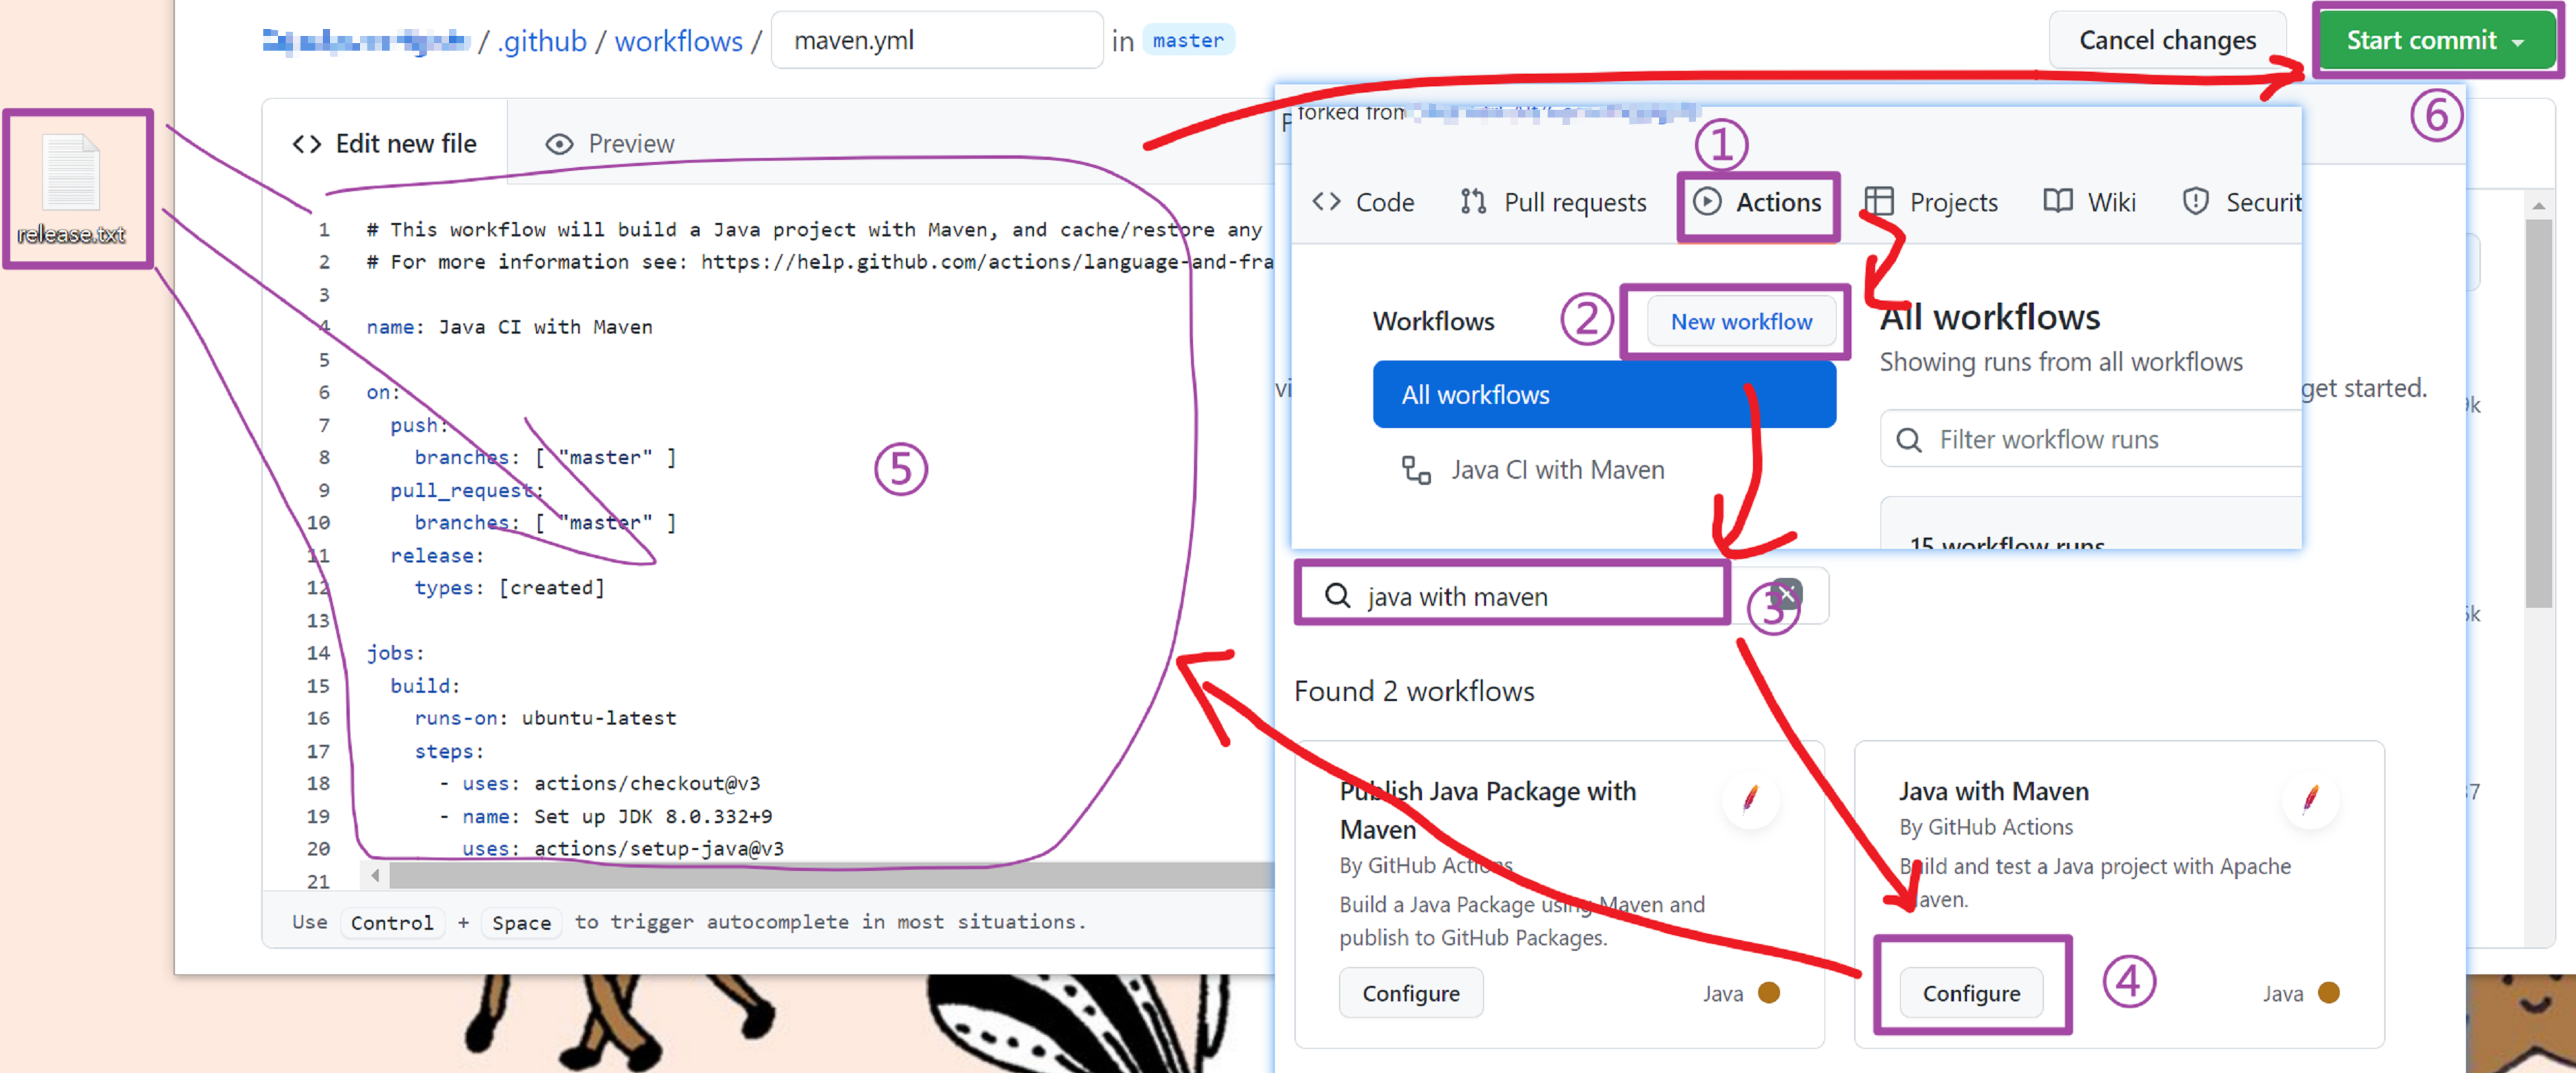 / .github / workflows / maven.yml in master
Cancel changes
Start commit
⑥
release.txt
Edit new file
Preview
1 # This workflow will build a Java project with Maven, and cache/restore any
2 # For more information see: https://help.github.com/actions/language-and-fra
3
4 name: Java CI with Maven
5
6 on:
7 push:
8 branches: [ "master" ]
9 pull_request:
10 branches: [ "master" ]
11 release:
12 types: [created]
13
14 jobs:
15 build:
16 runs-on: ubuntu-latest
17 steps:
18 - uses: actions/checkout@v3
19 - name: Set up JDK 8.0.332+9
20 uses: actions/setup-java@v3
21
⑤
Use Control + Space to trigger autocomplete in most situations.
forked from
①
Code
Pull requests
Actions
Projects
Wiki
Securit
Workflows
②
New workflow
All workflows
Java CI with Maven
All workflows
Showing runs from all workflows
get started.
Filter workflow runs
15 workflow runs
java with maven
③
Found 2 workflows
Publish Java Package with
Maven
By GitHub Actions
Build a Java Package using Maven and
publish to GitHub Packages.
Configure
Java
Java with Maven
By GitHub Actions
Build and test a Java project with Apache
Maven.
Configure
④
Java